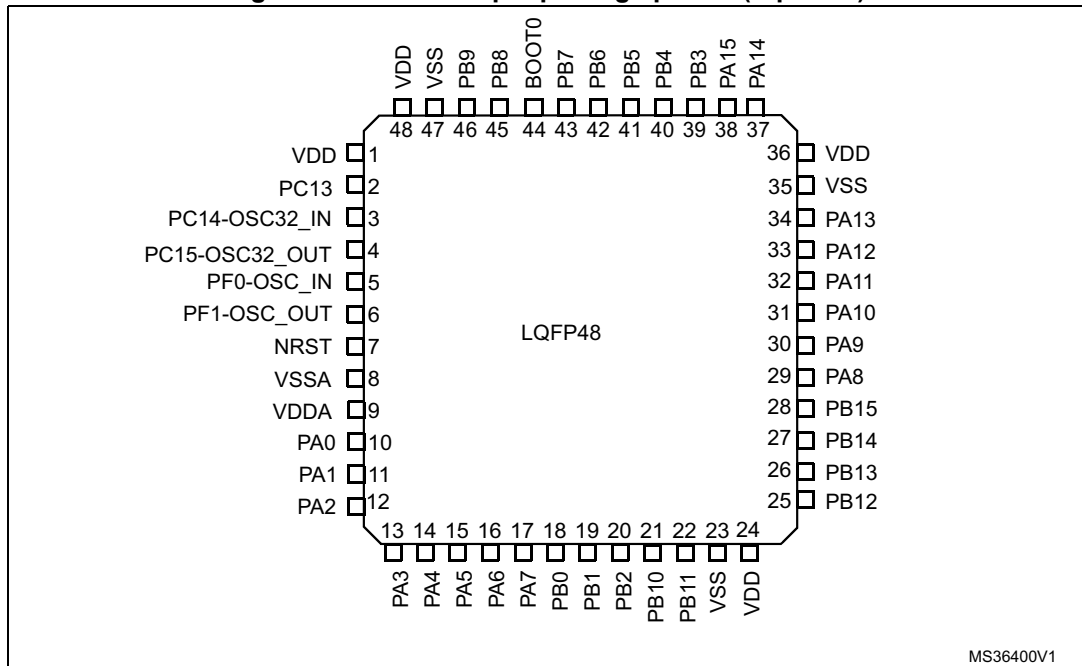 VDD
VSS
PB9
PB8
BOOT0
PB7
PB6
PB5
PB4
PB3
PA15
PA14
48 47 46 45 44 43 42 41 40 39 38 37
VDD 1
PC13 2
PC14-OSC32_IN 3
PC15-OSC32_OUT 4
PF0-OSC_IN 5
PF1-OSC_OUT 6
NRST 7
VSSA 8
VDDA 9
PA0 10
PA1 11
PA2 12
LQFP48
36 VDD
35 VSS
34 PA13
33 PA12
32 PA11
31 PA10
30 PA9
29 PA8
28 PB15
27 PB14
26 PB13
25 PB12
13 14 15 16 17 18 19 20 21 22 23 24
PA3
PA4
PA5
PA6
PA7
PB0
PB1
PB2
PB10
PB11
VSS
VDD
MS36400V1